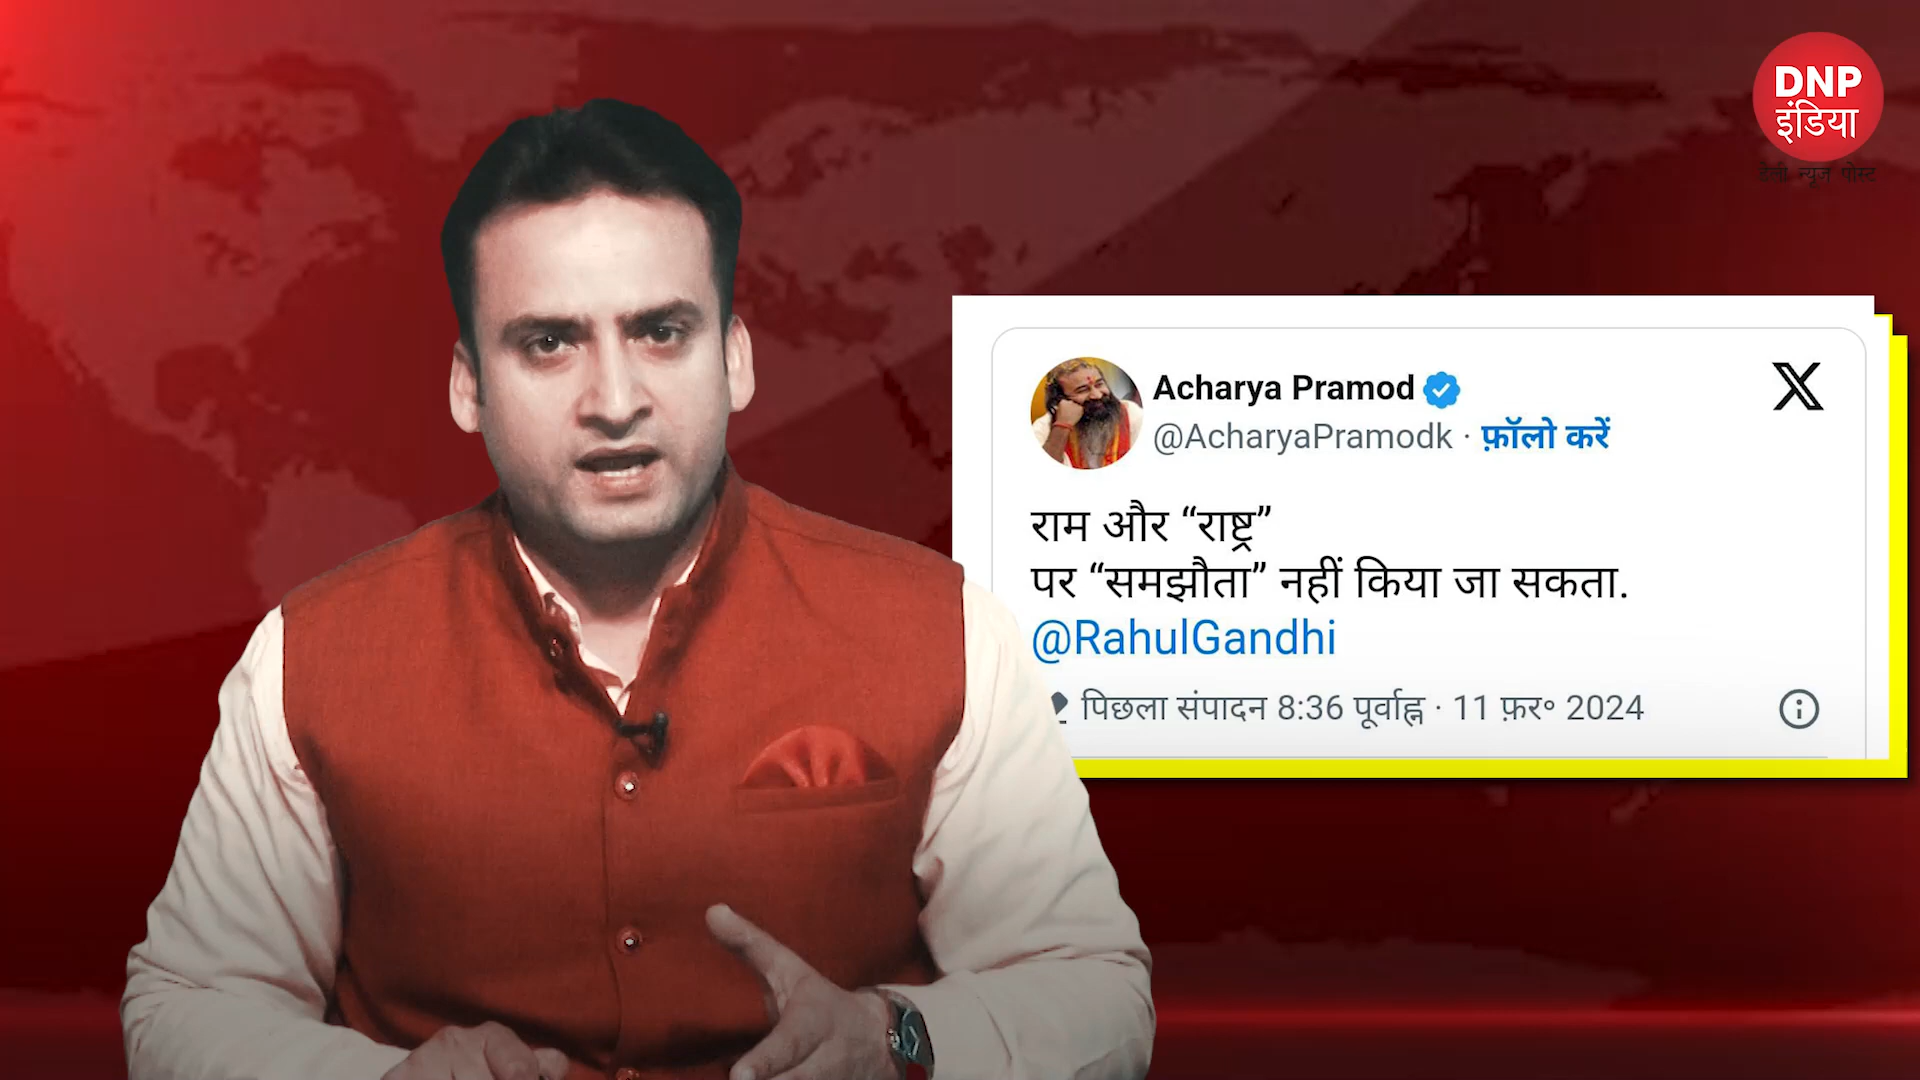 DNP
इंडिया
डेली न्यूज पोस्ट
Acharya Pramod
@AcharyaPramodk · फ़ॉलो करें
राम और “राष्ट्र”
पर “समझौता” नहीं किया जा सकता.
@RahulGandhi
पिछला संपादन 8:36 पूर्वाह्न · 11 फ़र॰ 2024